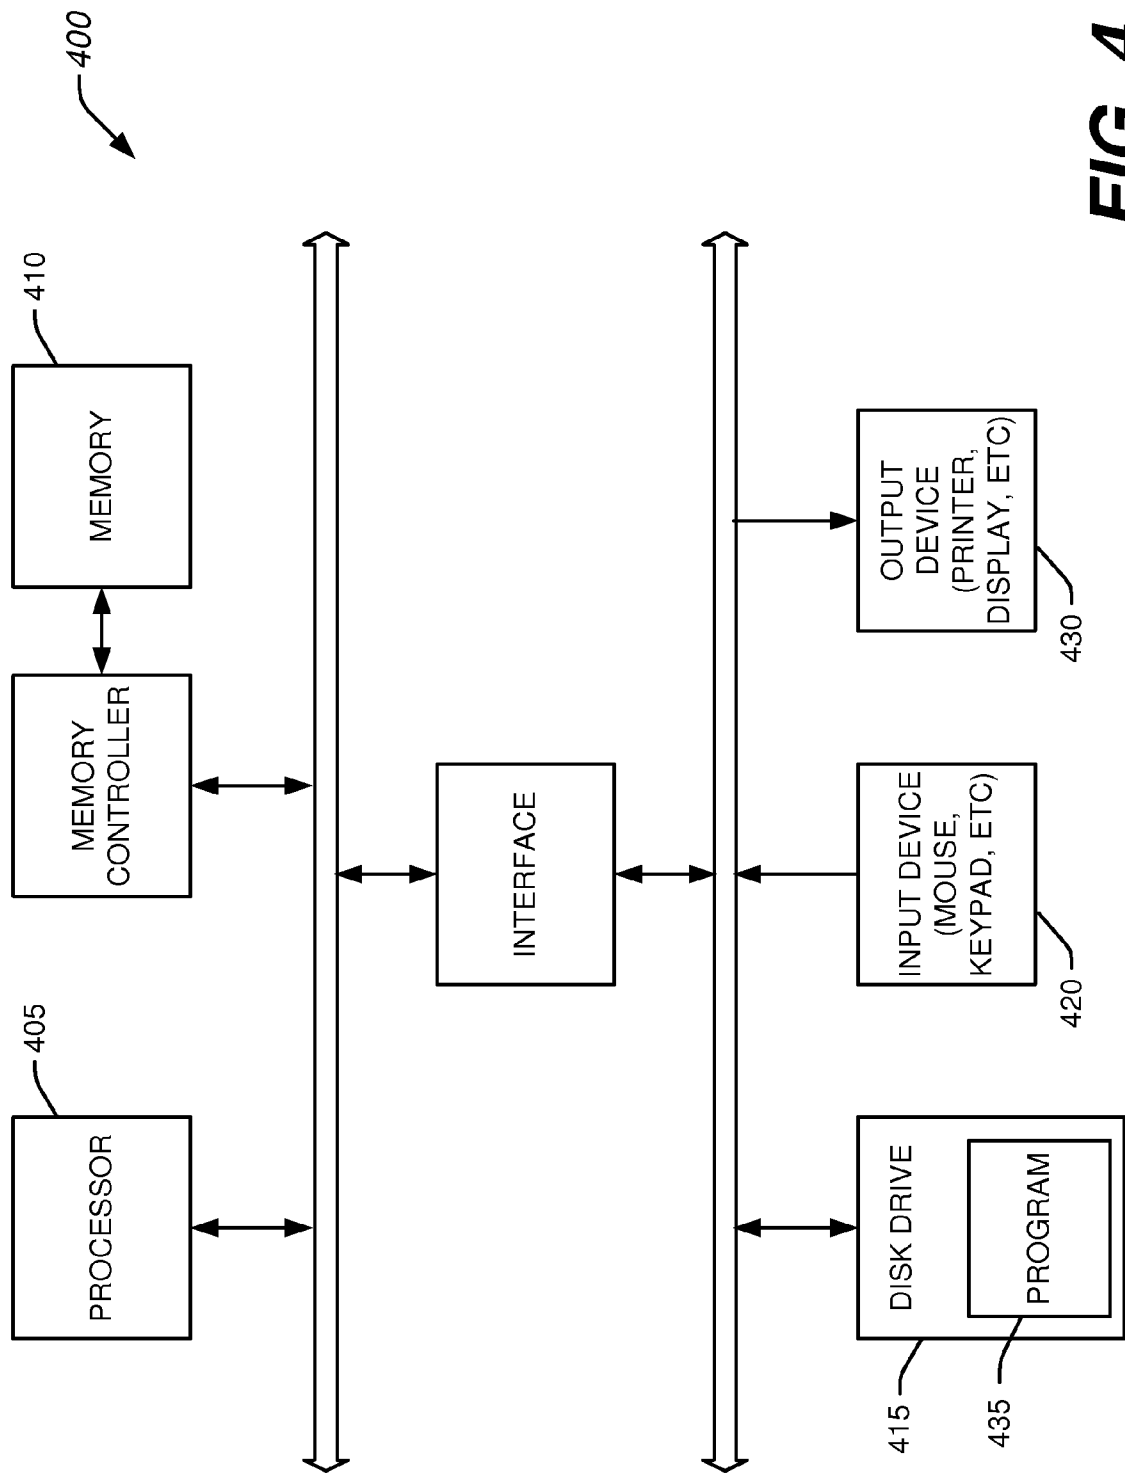 400
405
PROCESSOR
MEMORY
CONTROLLER
410
MEMORY
INTERFACE
415
DISK DRIVE
435
PROGRAM
INPUT DEVICE
(MOUSE,
KEYPAD, ETC)
420
OUTPUT
DEVICE
(PRINTER,
DISPLAY, ETC)
430
FIG. 4